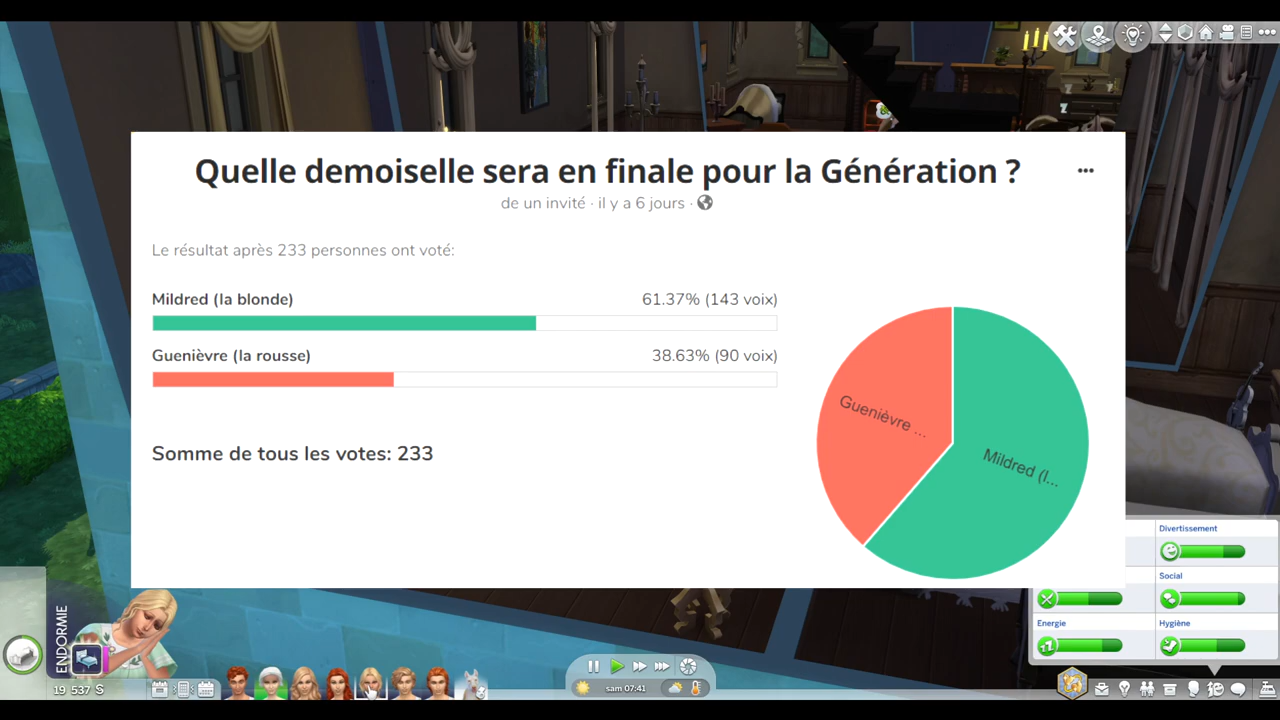 Quelle demoiselle sera en finale pour la Génération ?
de un invité · il y a 6 jours ·
Le résultat après 233 personnes ont voté:
Mildred (la blonde) 61.37% (143 voix)
Guenièvre (la rousse) 38.63% (90 voix)
Guenièvre ...
Mildred (l...
Somme de tous les votes: 233
Divertissement
Social
Energie
Hygiène
ENDORMIE
19 537 S
sam 07:41